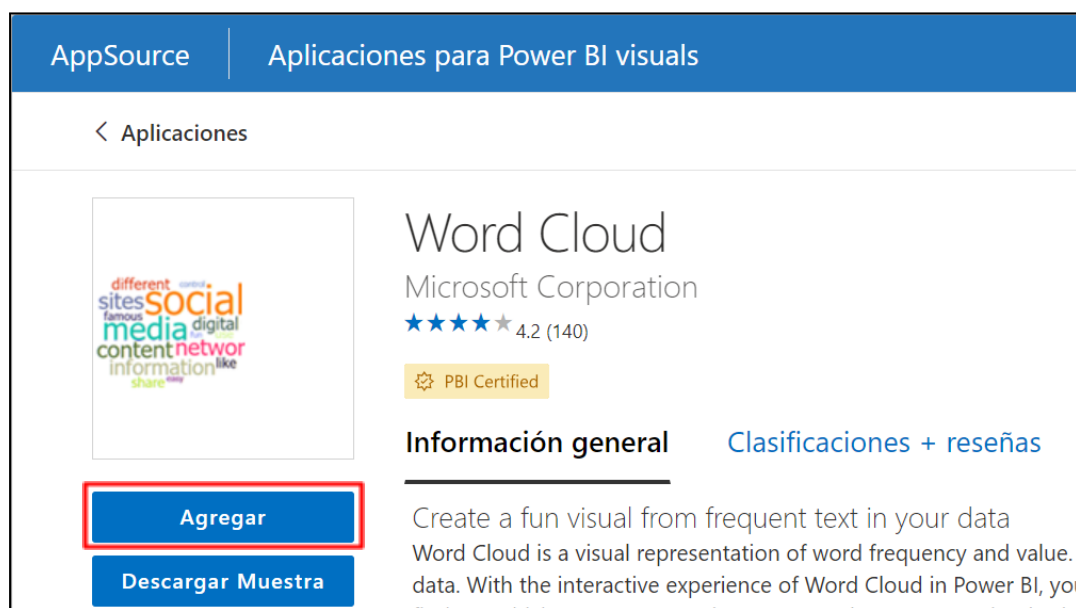 AppSource
Aplicaciones para Power BI visuals
Aplicaciones
different control
sites social
famous
media digital
content networ
information like
share easy
Word Cloud
Microsoft Corporation
4.2 (140)
PBI Certified
Información general
Clasificaciones + reseñas
Agregar
Descargar Muestra
Create a fun visual from frequent text in your data
Word Cloud is a visual representation of word frequency and value.
data. With the interactive experience of Word Cloud in Power BI, you